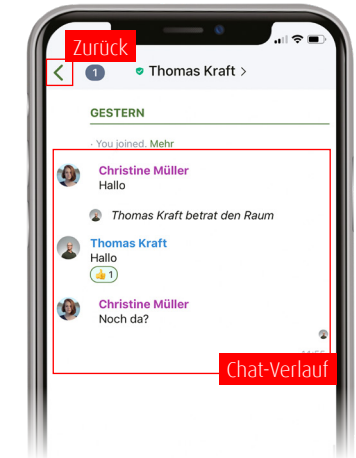 Zurück
1
Thomas Kraft >
GESTERN
· You joined. Mehr
Christine Müller
Hallo
Thomas Kraft betrat den Raum
Thomas Kraft
Hallo
👍 1
Christine Müller
Noch da?
Chat-Verlauf